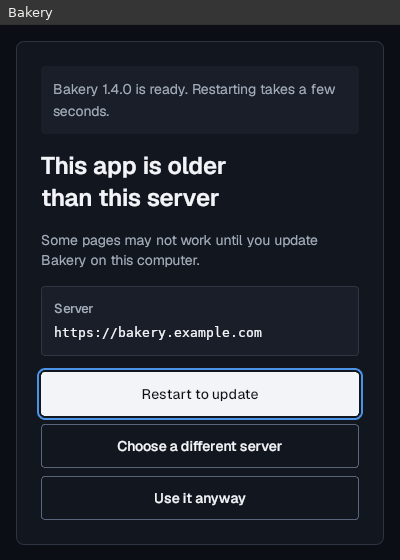 Bakery
Bakery 1.4.0 is ready. Restarting takes a few
seconds.
This app is older
than this server
Some pages may not work until you update
Bakery on this computer.
Server
https://bakery.example.com
Restart to update
Choose a different server
Use it anyway